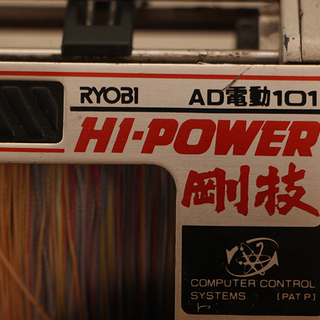 RYOBI AD電動101
HI-POWER
剛技
COMPUTER CONTROL
SYSTEMS (PAT P)